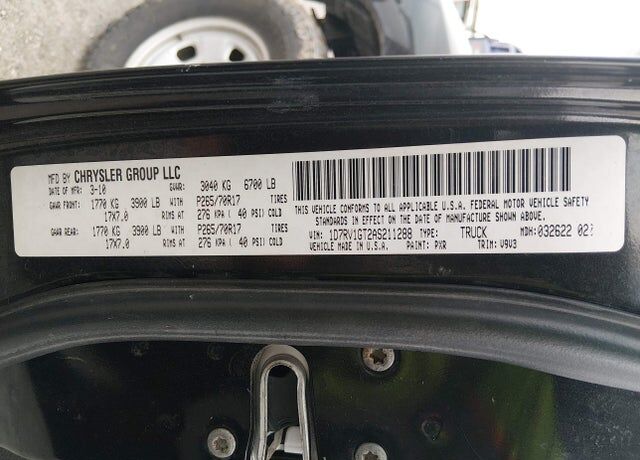 MFD BY CHRYSLER GROUP LLC
DATE OF MFR: 3-10 GVWR: 3040 KG 6700 LB
GAWR FRONT: 1770 KG 3900 LB WITH P265/70R17 TIRES
17X7.0 RIMS AT 276 KPA ( 40 PSI) COLD
GAWR REAR: 1770 KG 3900 LB WITH P265/70R17 TIRES
17X7.0 RIMS AT 276 KPA ( 40 PSI) COLD
THIS VEHICLE CONFORMS TO ALL APPLICABLE U.S.A. FEDERAL MOTOR VEHICLE SAFETY
STANDARDS IN EFFECT ON THE DATE OF MANUFACTURE SHOWN ABOVE.
VIN: 1D7RV1GT2AS211288 TYPE: TRUCK MDH: 032622 02
MADE IN U.S.A. PAINT: PXR TRIM: V9V3